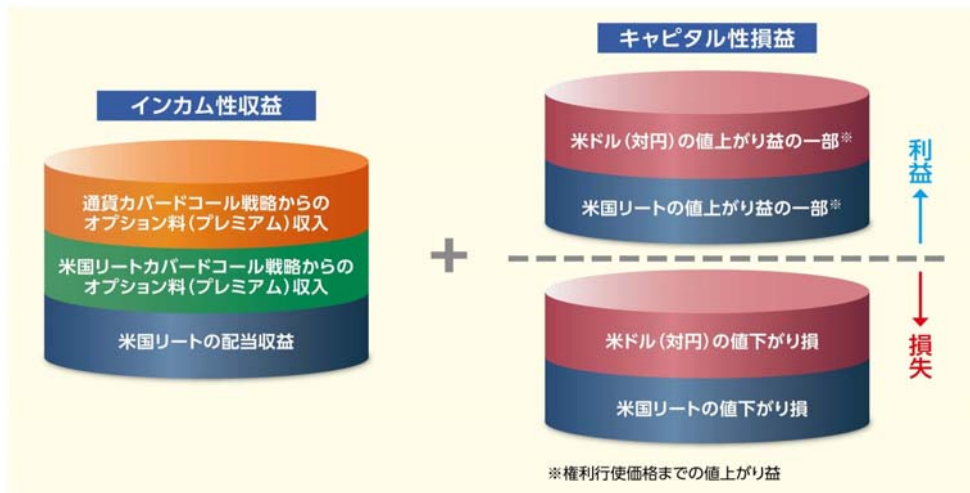 インカム性収益
通貨カバードコール戦略からの
オプション料(プレミアム)収入
米国リートカバードコール戦略からの
オプション料(プレミアム)収入
米国リートの配当収益
+
キャピタル性損益
米ドル(対円)の値上がり益の一部※
米国リートの値上がり益の一部※
利益
米ドル(対円)の値下がり損
米国リートの値下がり損
損失
※権利行使価格までの値上がり益